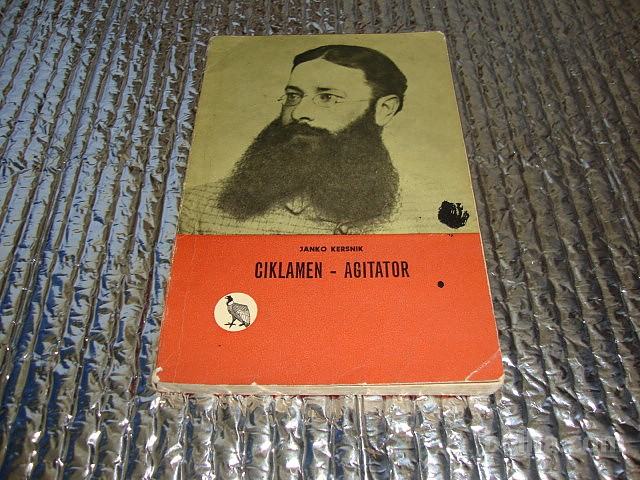 JANKO KERSNIK
CIKLAMEN - AGITATOR